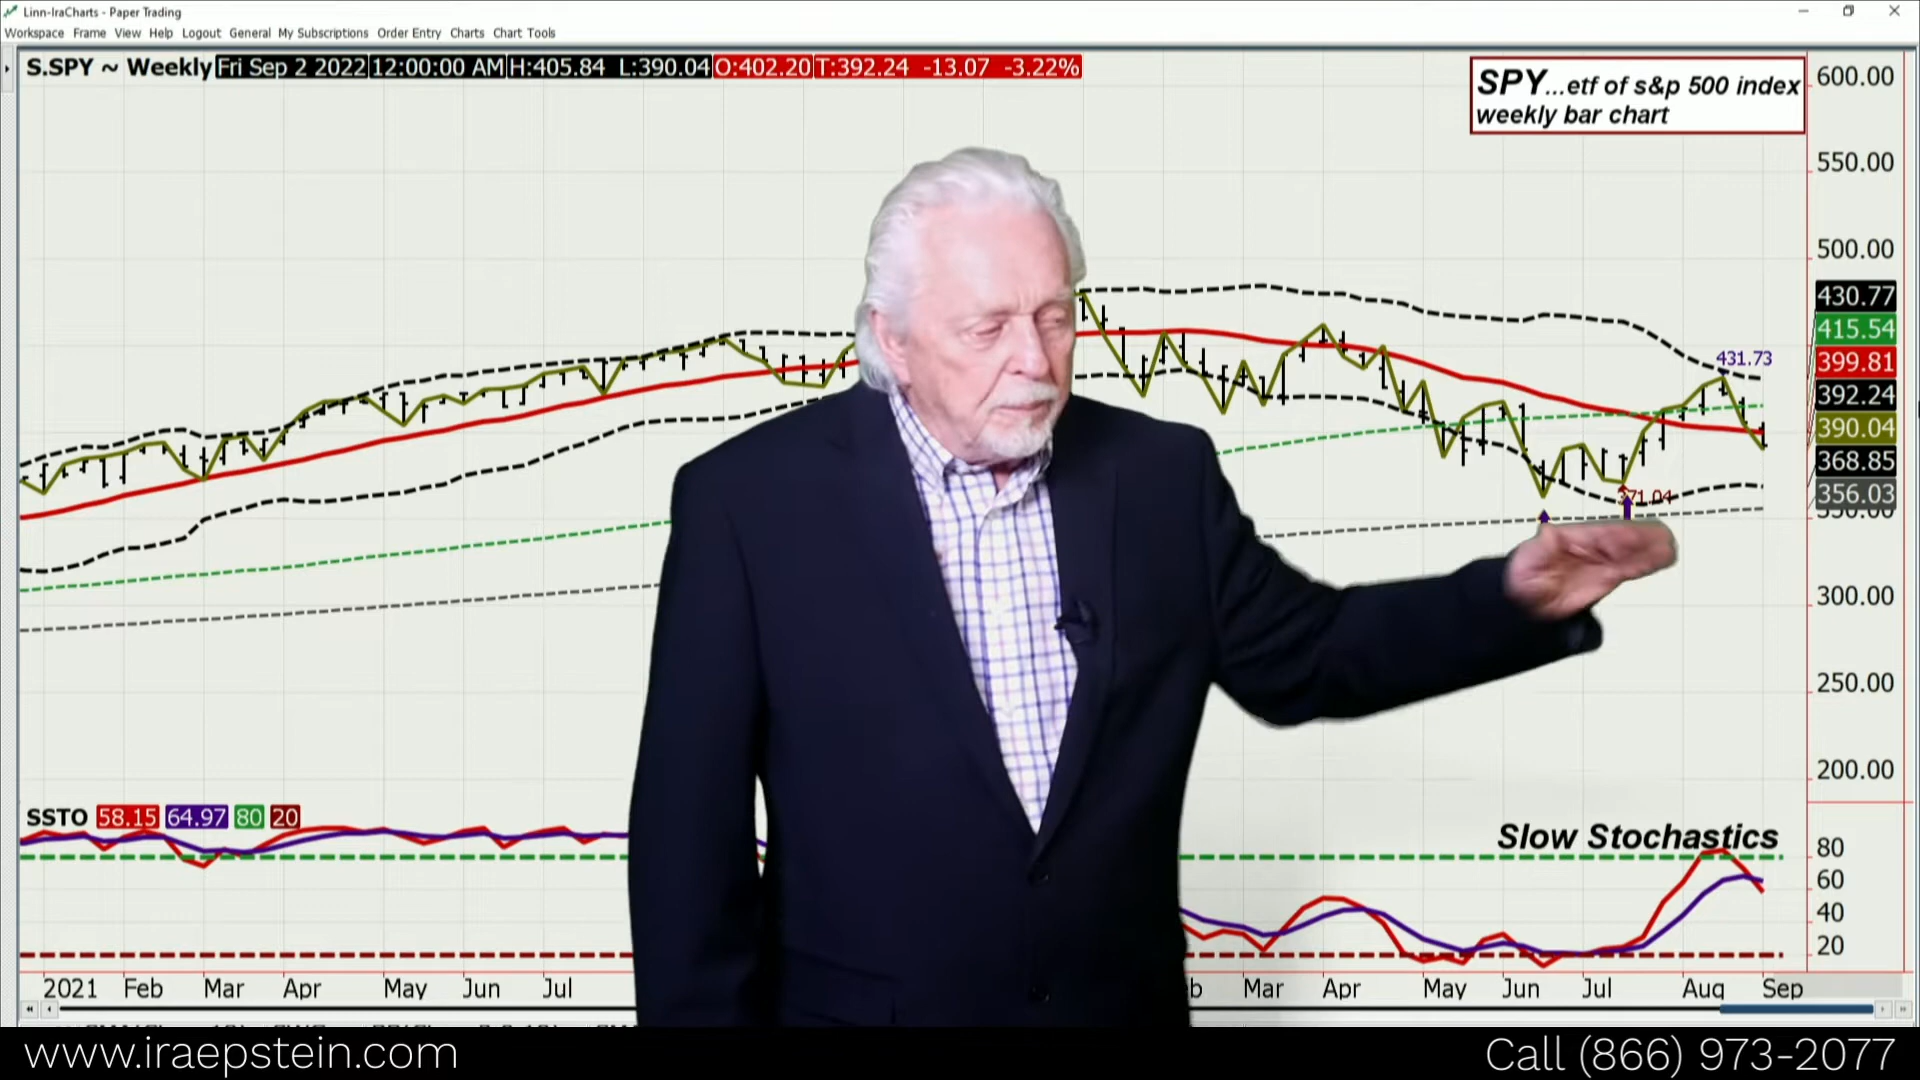 Linn-IraCharts - Paper Trading
Workspace Frame View Help Logout General My Subscriptions Order Entry Charts Chart Tools
S.SPY ~ Weekly Fri Sep 2 2022 12:00:00 AM H:405.84 L:390.04 O:402.20 T:392.24 -13.07 -3.22%
SPY...etf of s&p 500 index
weekly bar chart
600.00
550.00
500.00
430.77
415.54
399.81
392.24
390.04
368.85
356.03
300.00
250.00
200.00
431.73
371.04
SSTO 58.15 64.97 80 20
Slow Stochastics
80
60
40
20
2021 Feb Mar Apr May Jun Jul Mar Apr May Jun Jul Aug Sep
www.iraepstein.com
Call (866) 973-2077